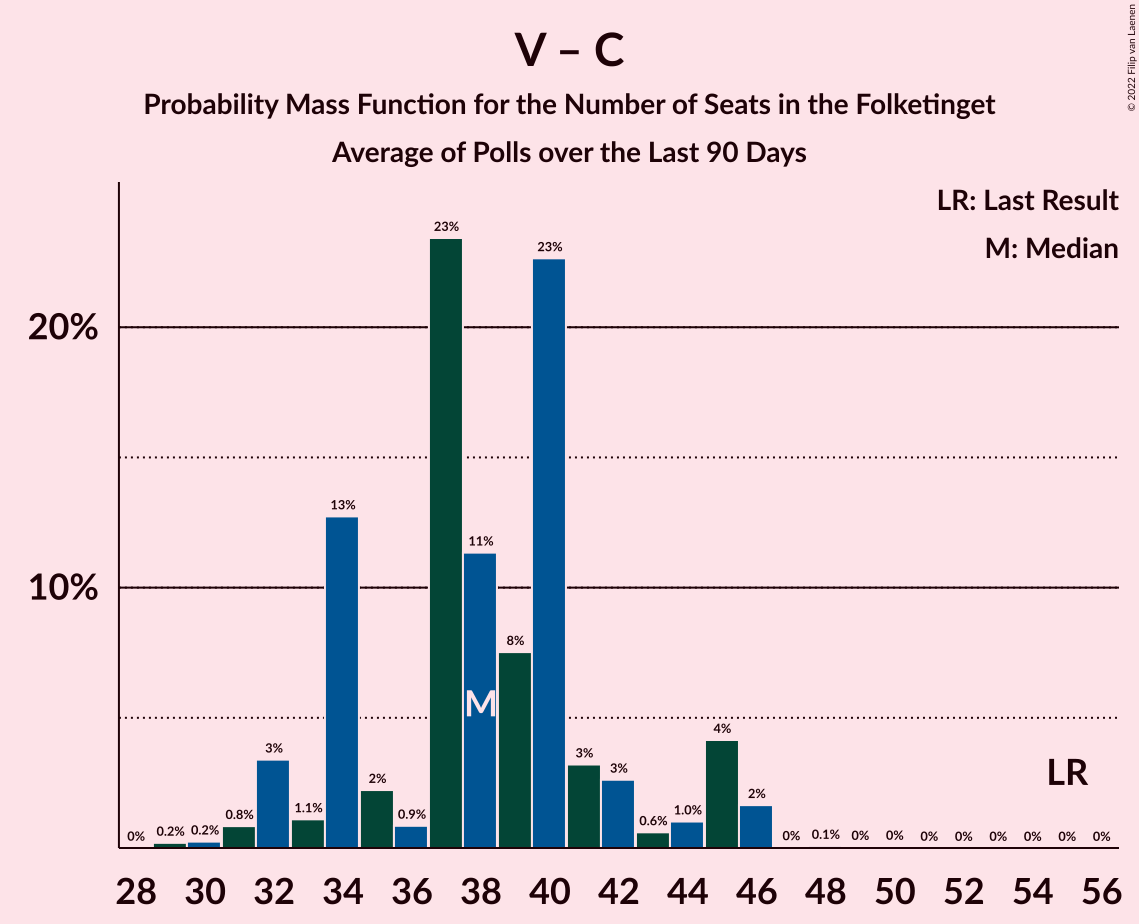 V – C
Probability Mass Function for the Number of Seats in the Folketinget
Average of Polls over the Last 90 Days
© 2022 Filip van Laenen
LR: Last Result
M: Median
20%
10%
0% 0.2% 0.2% 0.8% 3% 1.1% 13% 2% 0.9% 23% 11% 8% 23% 3% 3% 0.6% 1.0% 4% 2% 0% 0.1% 0% 0% 0% 0% 0% 0% 0% 0%
M
LR
28 30 32 34 36 38 40 42 44 46 48 50 52 54 56